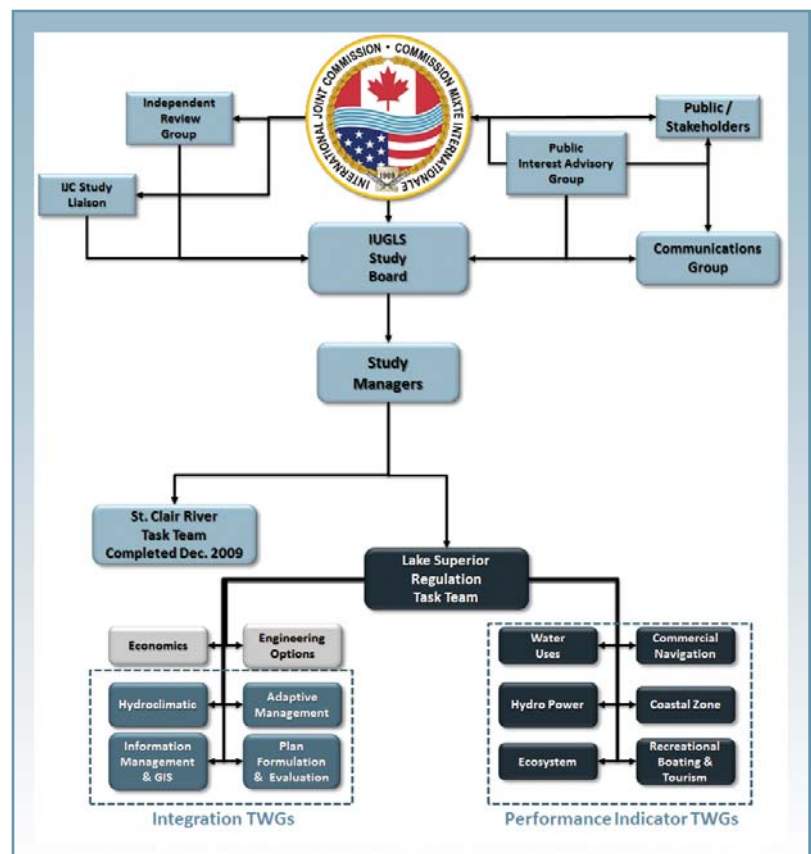 INTERNATIONAL JOINT COMMISSION • COMMISSION MIXTE INTERNATIONALE
1909
Independent
Review
Group
Public /
Stakeholders
Public
Interest Advisory
Group
IJC Study
Liaison
IUGLS
Study
Board
Communications
Group
Study
Managers
St. Clair River
Task Team
Completed Dec. 2009
Lake Superior
Regulation
Task Team
Economics
Engineering
Options
Hydroclimatic
Adaptive
Management
Information
Management
& GIS
Plan
Formulation
& Evaluation
Integration TWGs
Water
Uses
Commercial
Navigation
Hydro Power
Coastal Zone
Ecosystem
Recreational
Boating &
Tourism
Performance Indicator TWGs